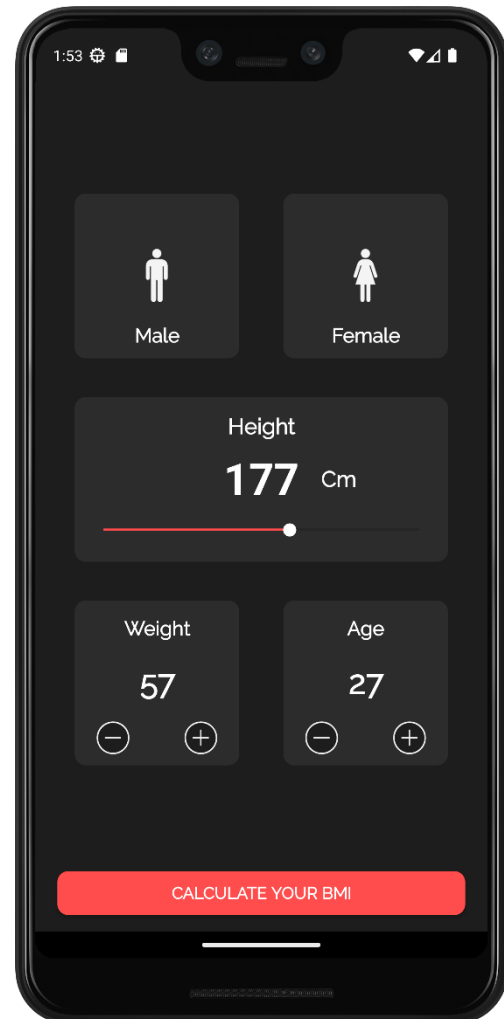 1:53
Male Female
Height
177 Cm
Weight Age
57 27
CALCULATE YOUR BMI